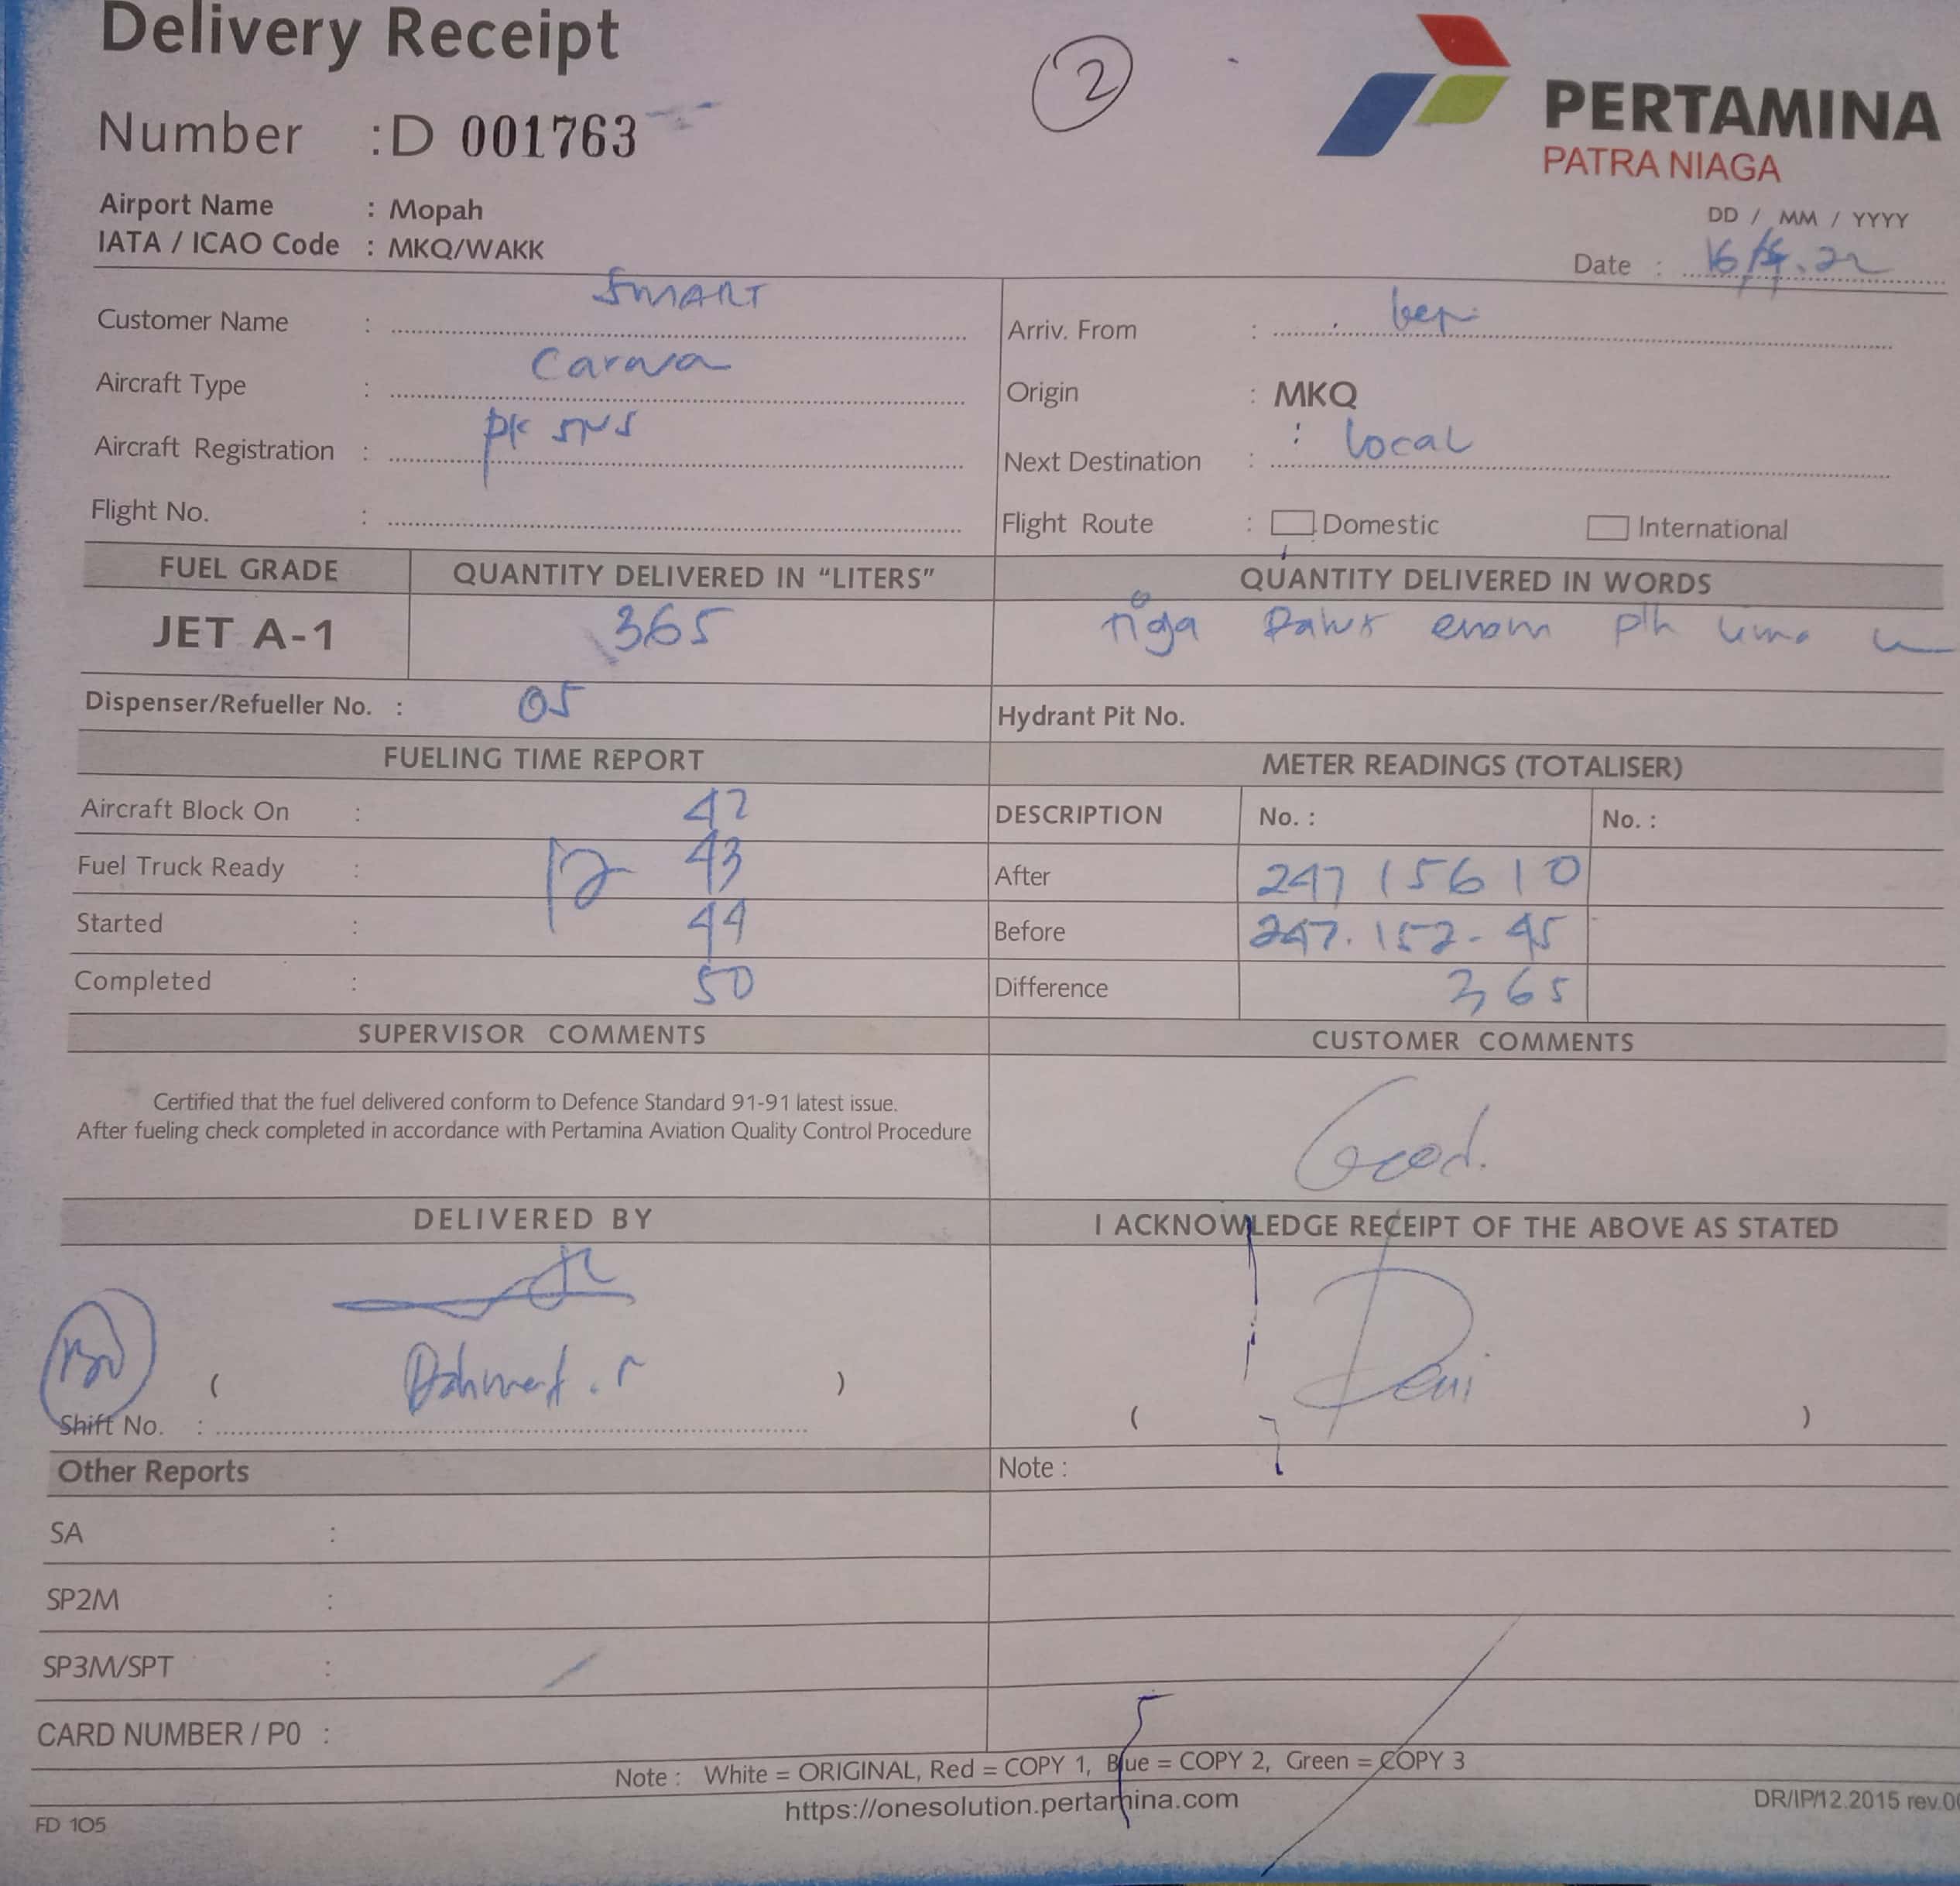 Delivery Receipt
2
PERTAMINA
PATRA NIAGA
Number : D 001763
Airport Name : Mopah
IATA / ICAO Code : MKQ/WAKK
DD / MM / YYYY
Date :
Customer Name : SMART
Arriv. From :
Aircraft Type :
Origin : MKQ
Aircraft Registration : PK SNS
Next Destination : local
Flight No. :
Flight Route : Domestic International
FUEL GRADE QUANTITY DELIVERED IN “LITERS” QUANTITY DELIVERED IN WORDS
JET A-1 365 Tiga enam plh lima
Dispenser/Refueller No. : 05
Hydrant Pit No.
FUELING TIME REPORT METER READINGS (TOTALISER)
Aircraft Block On : 42
DESCRIPTION No. : No. :
Fuel Truck Ready : 12 43
After 247 15610
Started : 44
Before 247.152-45
Completed : 50
Difference 365
SUPERVISOR COMMENTS CUSTOMER COMMENTS
Certified that the fuel delivered conform to Defence Standard 91-91 latest issue.
After fueling check completed in accordance with Pertamina Aviation Quality Control Procedure
Good.
DELIVERED BY I ACKNOWLEDGE RECEIPT OF THE ABOVE AS STATED
( )
Deni
( )
Shift No. :
Other Reports Note :
SA :
SP2M :
SP3M/SPT :
CARD NUMBER / P0 :
Note : White = ORIGINAL, Red = COPY 1, Blue = COPY 2, Green = COPY 3
https://onesolution.pertamina.com
FD 105
DR/IP/12.2015